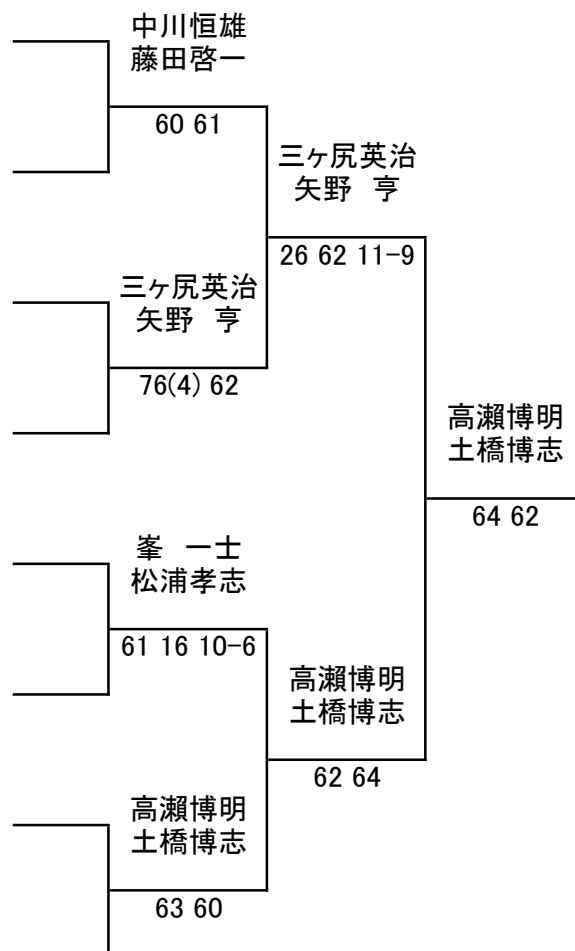 中川恒雄
藤田啓一
60 61
三ヶ尻英治
矢野　亨
26 62 11-9
三ヶ尻英治
矢野　亨
76(4) 62
高瀨博明
土橋博志
64 62
峯　一士
松浦孝志
61 16 10-6
高瀨博明
土橋博志
62 64
高瀨博明
土橋博志
63 60